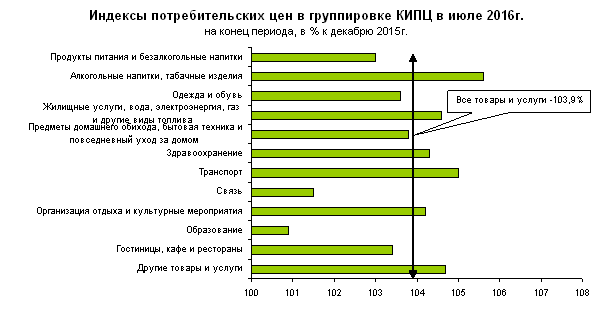 Индексы потребительских цен в группировке КИПЦ в июле 2016г.
на конец периода, в % к декабрю 2015г.
Продукты питания и безалкогольные напитки
Алкогольные напитки, табачные изделия
Одежда и обувь
Жилищные услуги, вода, электроэнергия, газ
и другие виды топлива
Предметы домашнего обихода, бытовая техника и
повседневный уход за домом
Здравоохранение
Транспорт
Связь
Организация отдыха и культурные мероприятия
Образование
Гостиницы, кафе и рестораны
Другие товары и услуги
Все товары и услуги -103,9%
100 101 102 103 104 105 106 107 108